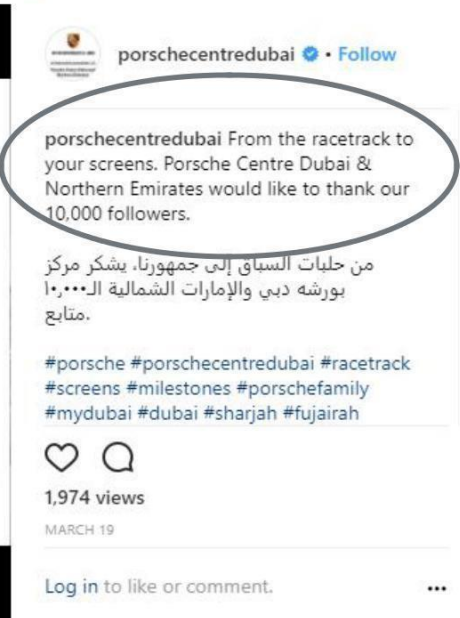 porschecentredubai • Follow
porschecentredubai From the racetrack to
your screens. Porsche Centre Dubai &
Northern Emirates would like to thank our
10,000 followers.
من حلبات السباق إلى جمهورنا، يشكر مركز
بورشه دبي والإمارات الشمالية الـ١٠,٠٠٠
متابع.
#porsche #porschecentredubai #racetrack
#screens #milestones #porschefamily
#mydubai #dubai #sharjah #fujairah
1,974 views
MARCH 19
Log in to like or comment.